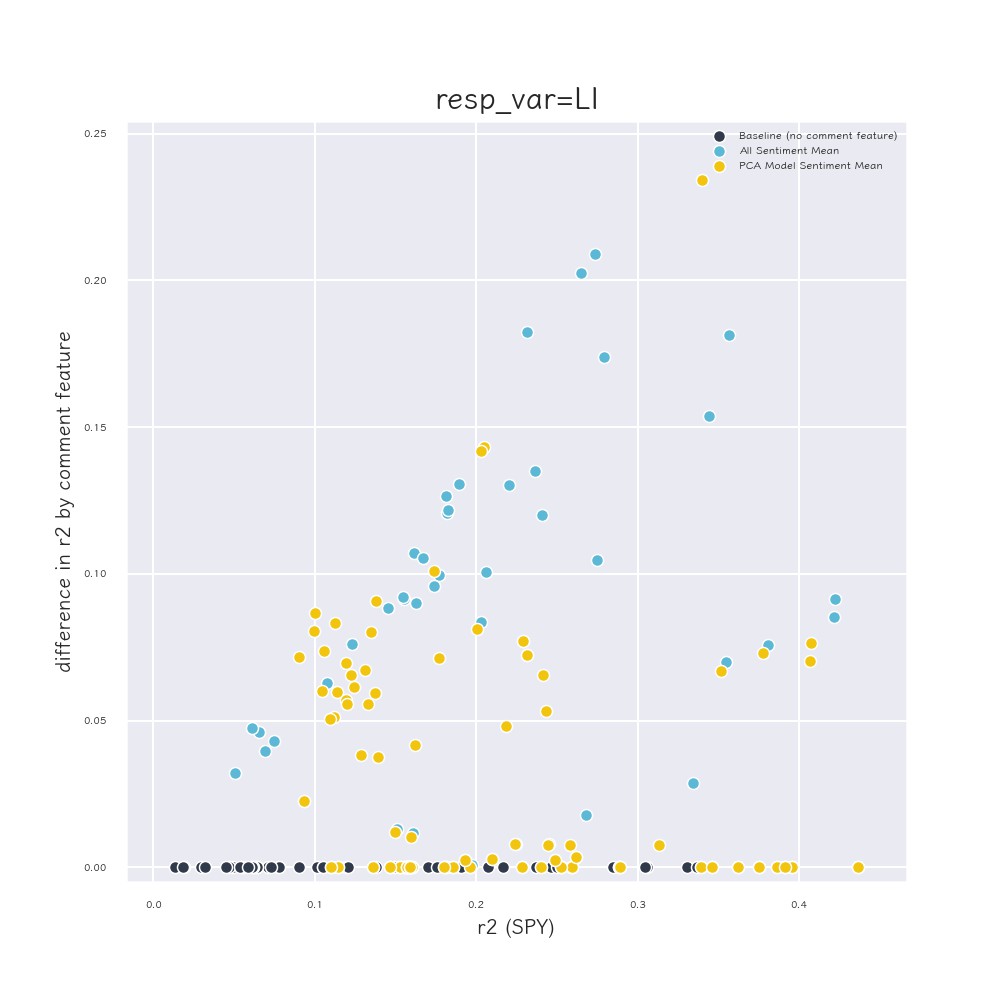 resp_var=LI
Baseline (no comment feature)
All Sentiment Mean
PCA Model Sentiment Mean
difference in r2 by comment feature
0.25
0.20
0.15
0.10
0.05
0.00
0.0 0.1 0.2 0.3 0.4
r2 (SPY)